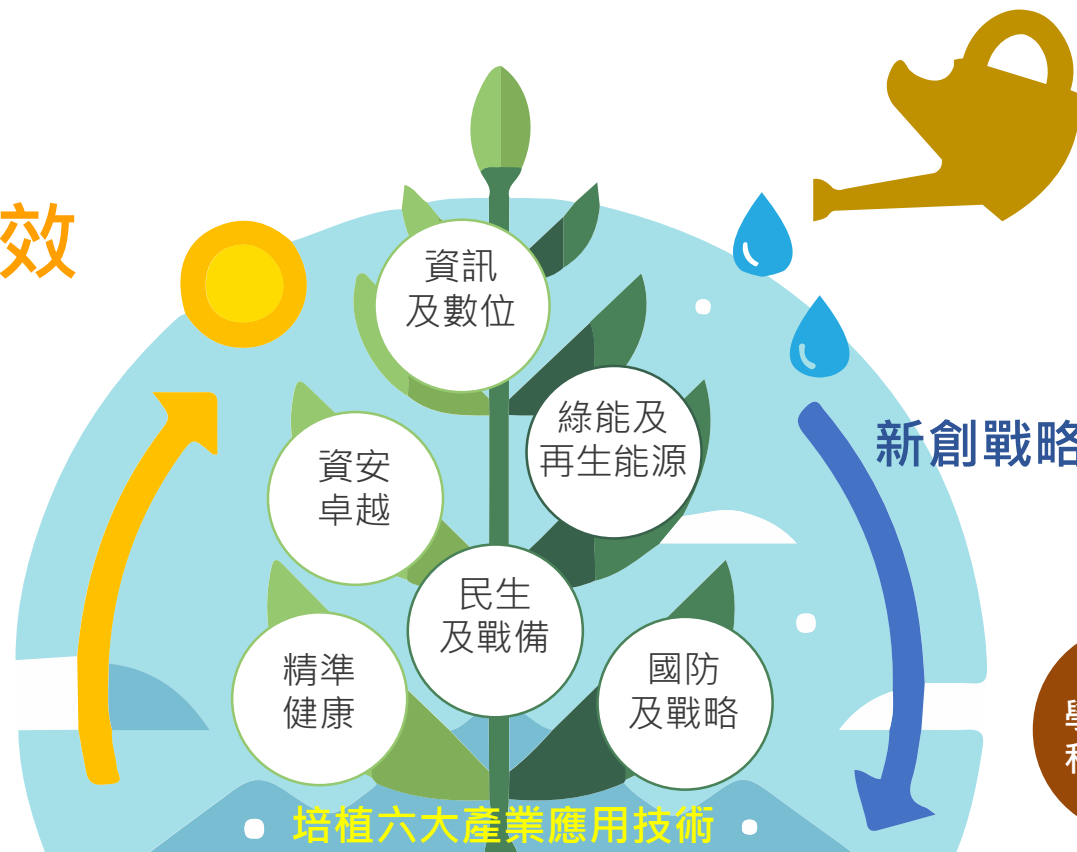 效
資訊
及數位
綠能及
再生能源
新創戰略
資安
卓越
民生
及戰備
精準
健康
國防
及戰略
培植六大產業應用技術